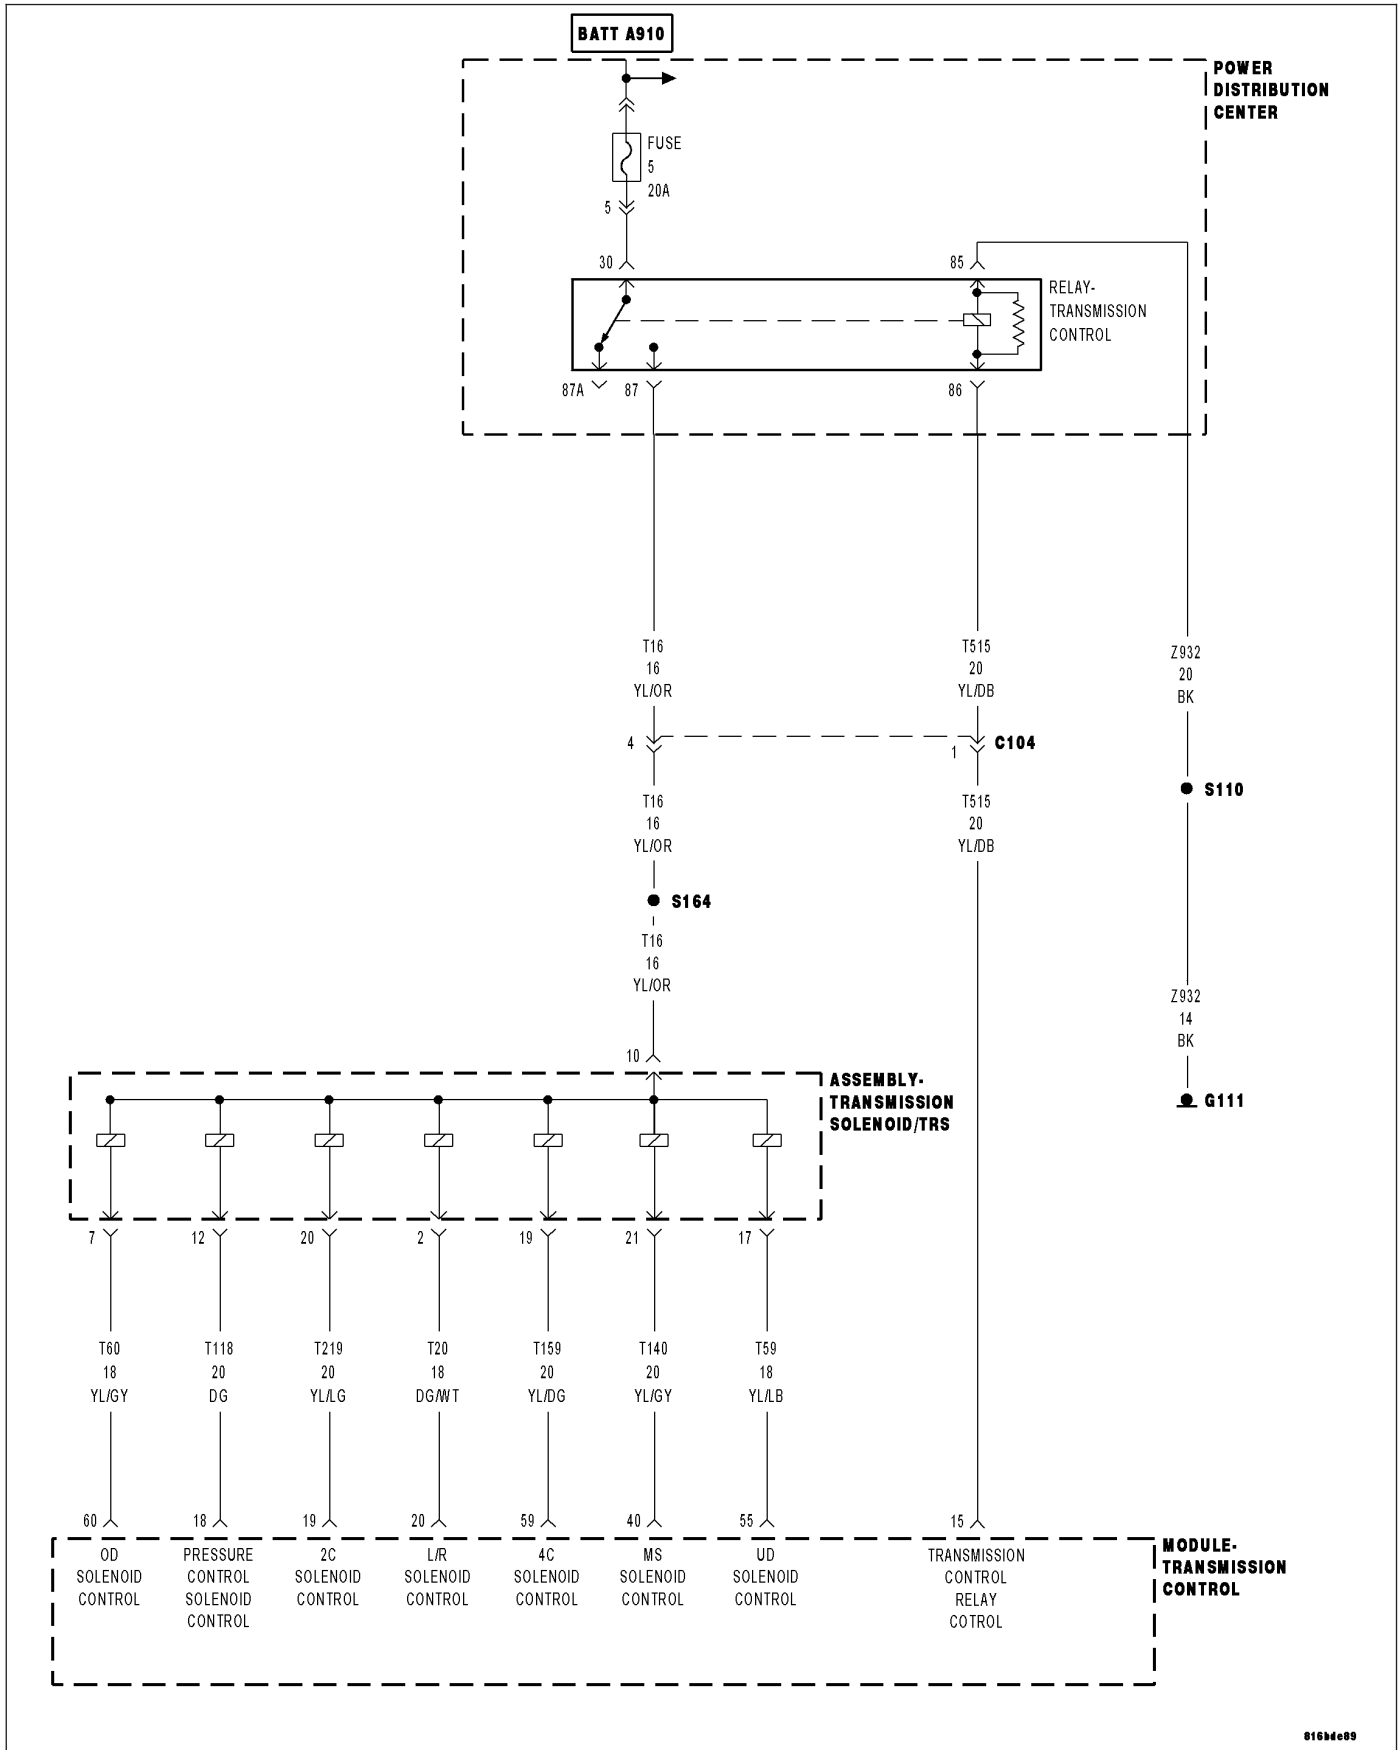 BATT A910
POWER
DISTRIBUTION
CENTER
FUSE
5
20A
5
30
85
RELAY-
TRANSMISSION
CONTROL
87A
87
86
T16
16
YL/OR
T515
20
YL/DB
Z932
20
BK
4
1
C104
T16
16
YL/OR
T515
20
YL/DB
S110
S164
T16
16
YL/OR
Z932
14
BK
10
ASSEMBLY-
TRANSMISSION
SOLENOID/TRS
G111
7
12
20
2
19
21
17
T60
18
YL/GY
T118
20
DG
T219
20
YL/LG
T20
18
DG/WT
T159
20
YL/DG
T140
20
YL/GY
T59
18
YL/LB
60
18
19
20
59
40
55
15
OD
SOLENOID
CONTROL
PRESSURE
CONTROL
SOLENOID
CONTROL
2C
SOLENOID
CONTROL
L/R
SOLENOID
CONTROL
4C
SOLENOID
CONTROL
MS
SOLENOID
CONTROL
UD
SOLENOID
CONTROL
TRANSMISSION
CONTROL
RELAY
COTROL
MODULE-
TRANSMISSION
CONTROL
816bde89